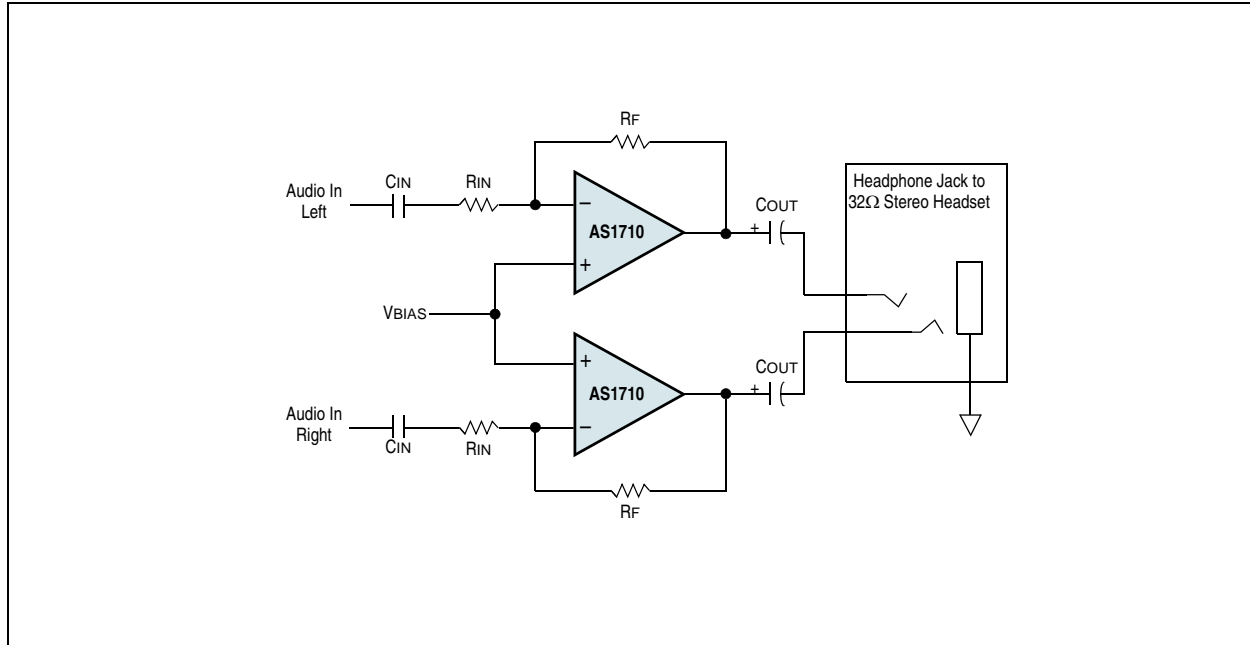 RF
Audio In
Left
CIN
RIN
−
AS1710
+
COUT
+
Headphone Jack to
32Ω Stereo Headset
VBIAS
+
AS1710
−
COUT
+
Audio In
Right
CIN
RIN
RF